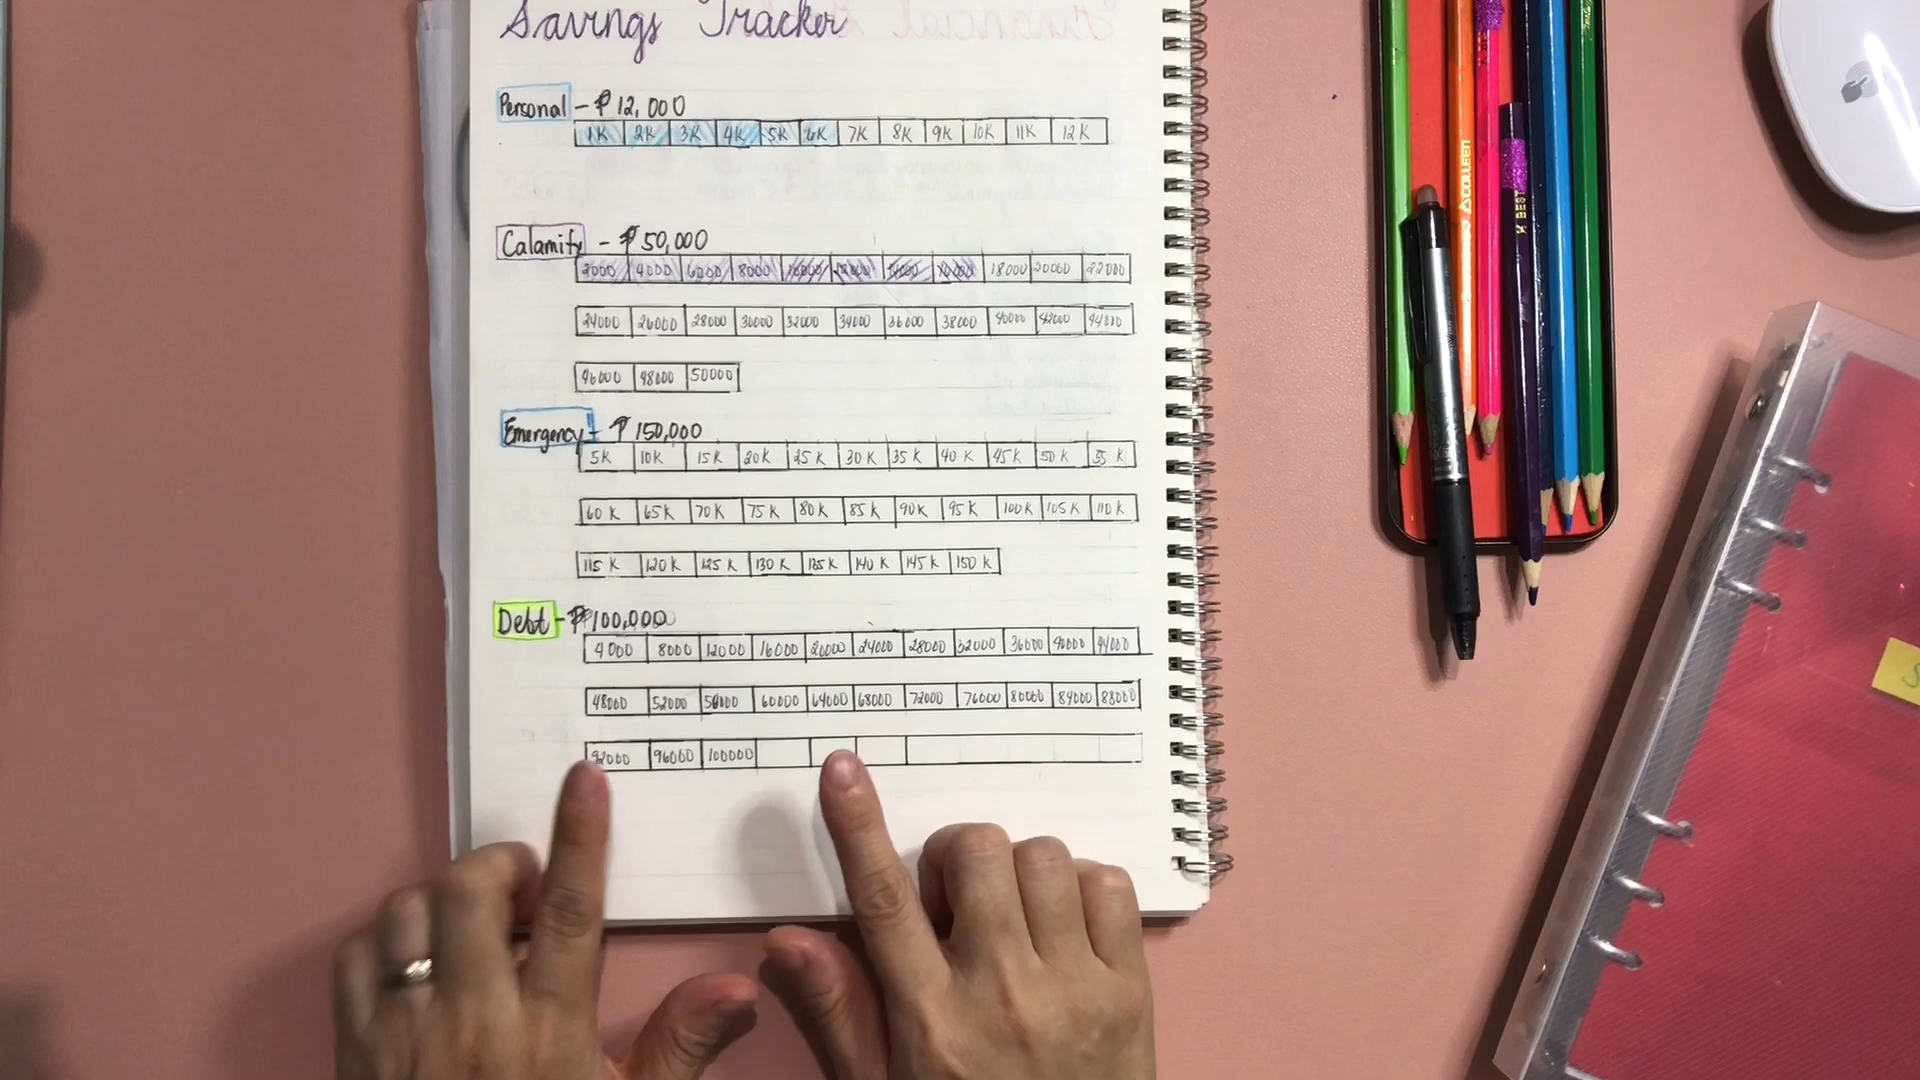 Savings Tracker
Personal - ₱ 12,000
1K 2K 3K 4K 5K 6K 7K 8K 9K 10K 11K 12K
Calamity - ₱ 50,000
2000 4000 6000 8000 10000 12000 14000 16000 18000 20000 22000
24000 26000 28000 30000 32000 34000 36000 38000 40000 42000 44000
46000 48000 50000
Emergency - ₱ 150,000
5K 10K 15K 20K 25K 30K 35K 40K 45K 50K 55K
60K 65K 70K 75K 80K 85K 90K 95K 100K 105K 110K
115K 120K 125K 130K 135K 140K 145K 150K
Debt - ₱100,000
4000 8000 12000 16000 20000 24000 28000 32000 36000 40000 44000
48000 52000 56000 60000 64000 68000 72000 76000 80000 84000 88000
92000 96000 100000
COLLEEN
BEST